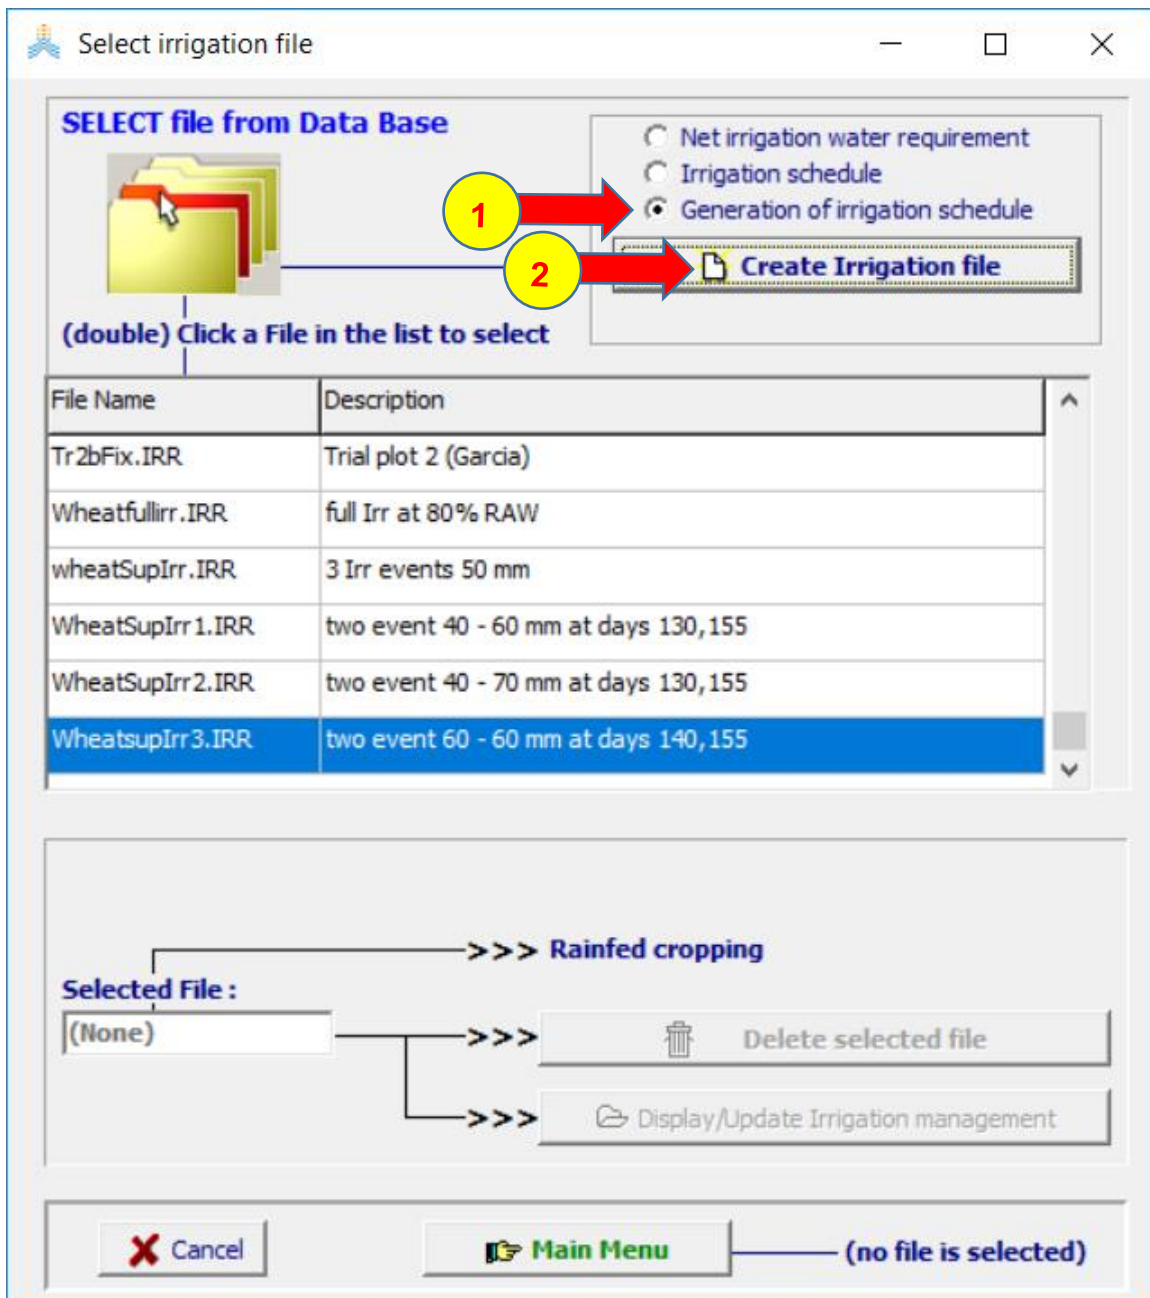 Select irrigation file
SELECT file from Data Base
Net irrigation water requirement
Irrigation schedule
1
Generation of irrigation schedule
2
Create Irrigation file
(double) Click a File in the list to select
File Name Description
Tr2bFix.IRR Trial plot 2 (Garcia)
Wheatfullirr.IRR full Irr at 80% RAW
wheatSupIrr.IRR 3 Irr events 50 mm
WheatSupIrr1.IRR two event 40 - 60 mm at days 130,155
WheatSupIrr2.IRR two event 40 - 70 mm at days 130,155
WheatsupIrr3.IRR two event 60 - 60 mm at days 140,155
>>> Rainfed cropping
Selected File :
(None)
>>> Delete selected file
>>> Display/Update Irrigation management
Cancel
Main Menu
(no file is selected)